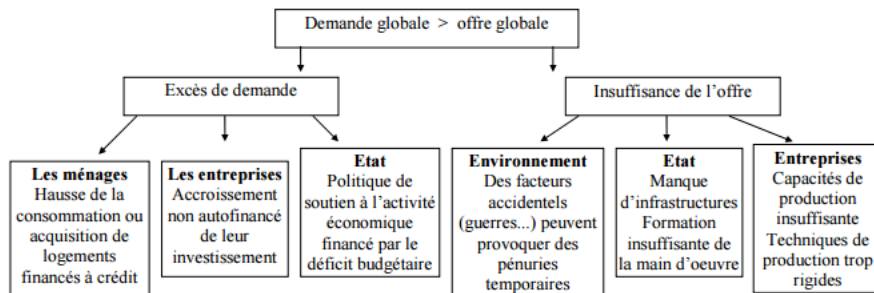 Demande globale > offre globale
Excès de demande
Insuffisance de l'offre
Les ménages
Hausse de la
consommation ou
acquisition de
logements
financés à crédit
Les entreprises
Accroissement
non autofinancé
de leur
investissement
Etat
Politique de
soutien à l'activité
économique
financé par le
déficit budgétaire
Environnement
Des facteurs
accidentels
(guerres...) peuvent
provoquer des
pénuries
temporaires
Etat
Manque
d'infrastructures
Formation
insuffisante de
la main d'oeuvre
Entreprises
Capacités de
production
insuffisante
Techniques de
production trop
rigides